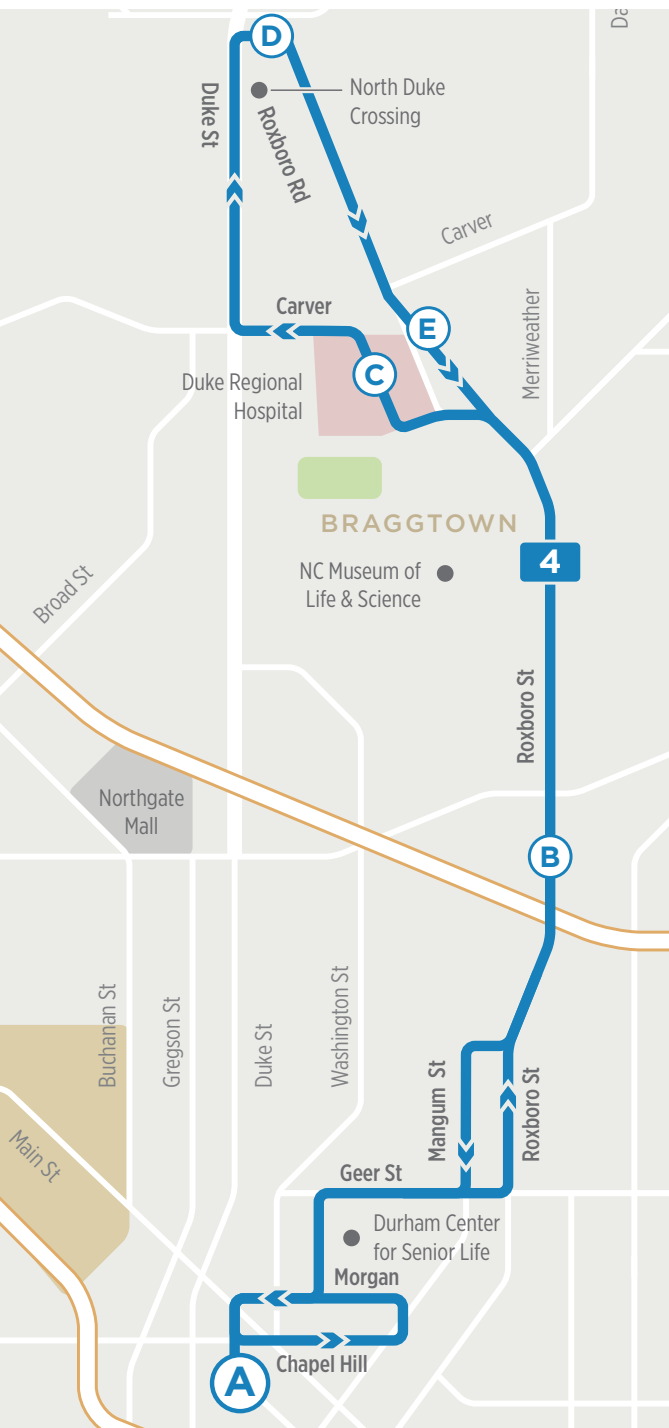 Da
D
North Duke
Crossing
Duke St
Roxboro Rd
Carver
Carver
Merriweather
E
C
Duke Regional
Hospital
BRAGGTOWN
4
NC Museum of
Life & Science
Broad St
Roxboro St
Northgate
Mall
B
Buchanan St
Gregson St
Duke St
Washington St
Mangum St
Roxboro St
Main St
Geer St
Durham Center
for Senior Life
Morgan
Chapel Hill
A